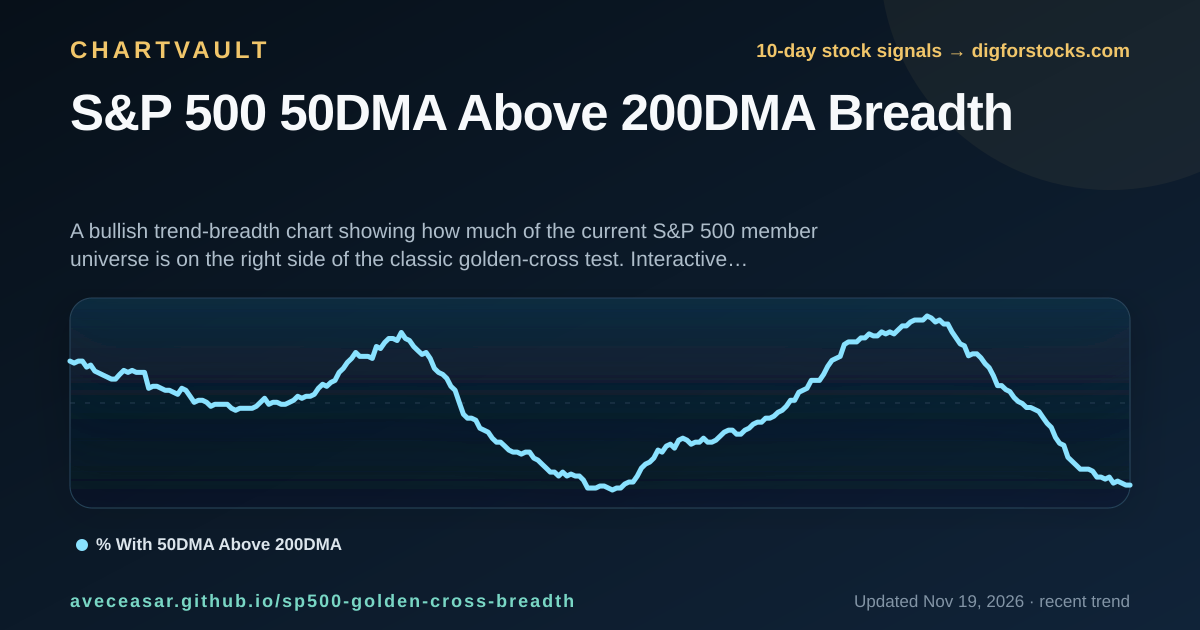 CHARTVAULT
10-day stock signals → digforstocks.com
S&P 500 50DMA Above 200DMA Breadth
A bullish trend-breadth chart showing how much of the current S&P 500 member
universe is on the right side of the classic golden-cross test. Interactive…
% With 50DMA Above 200DMA
aveceasar.github.io/sp500-golden-cross-breadth
Updated Nov 19, 2026 · recent trend